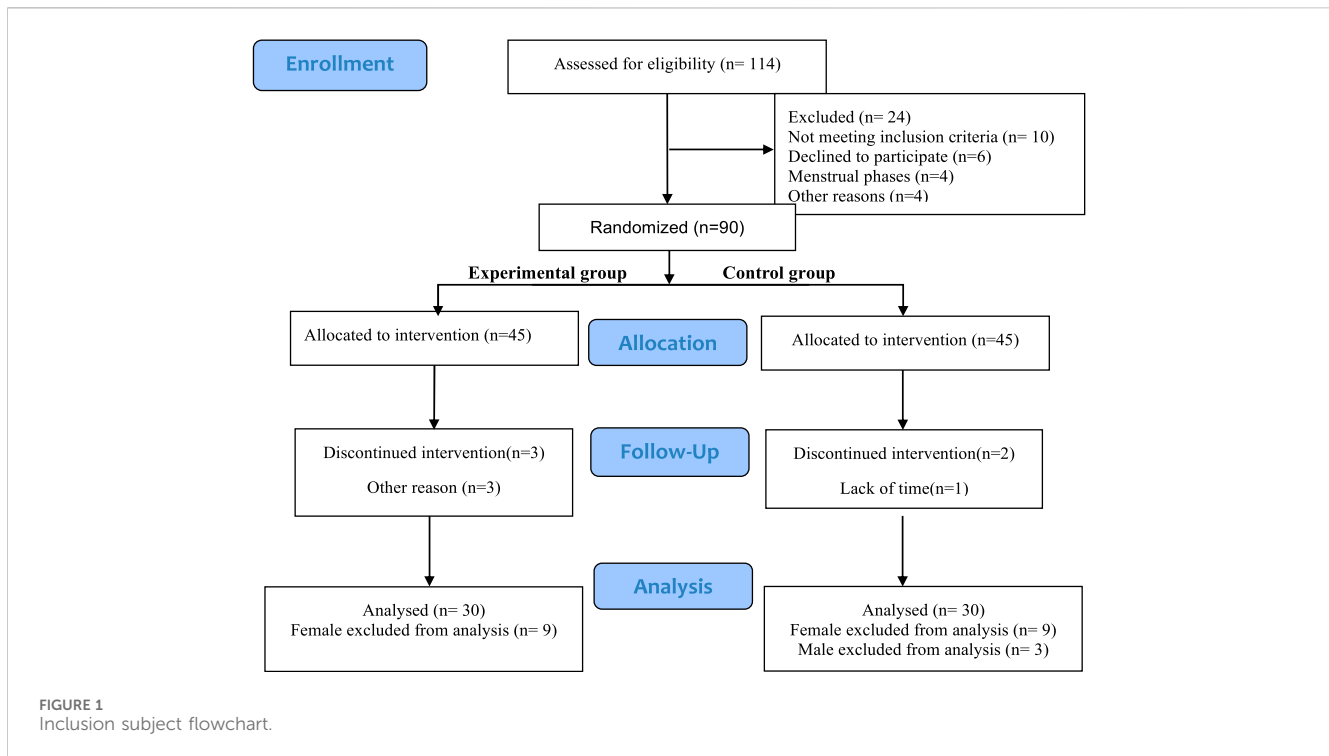 Enrollment
Assessed for eligibility (n= 114)
Excluded (n= 24)
Not meeting inclusion criteria (n= 10)
Declined to participate (n=6)
Menstrual phases (n=4)
Other reasons (n=4)
Randomized (n=90)
Experimental group
Control group
Allocated to intervention (n=45)
Allocation
Allocated to intervention (n=45)
Discontinued intervention(n=3)
Other reason (n=3)
Follow-Up
Discontinued intervention(n=2)
Lack of time(n=1)
Analysis
Analysed (n= 30)
Female excluded from analysis (n= 9)
Analysed (n= 30)
Female excluded from analysis (n= 9)
Male excluded from analysis (n= 3)
FIGURE 1
Inclusion subject flowchart.